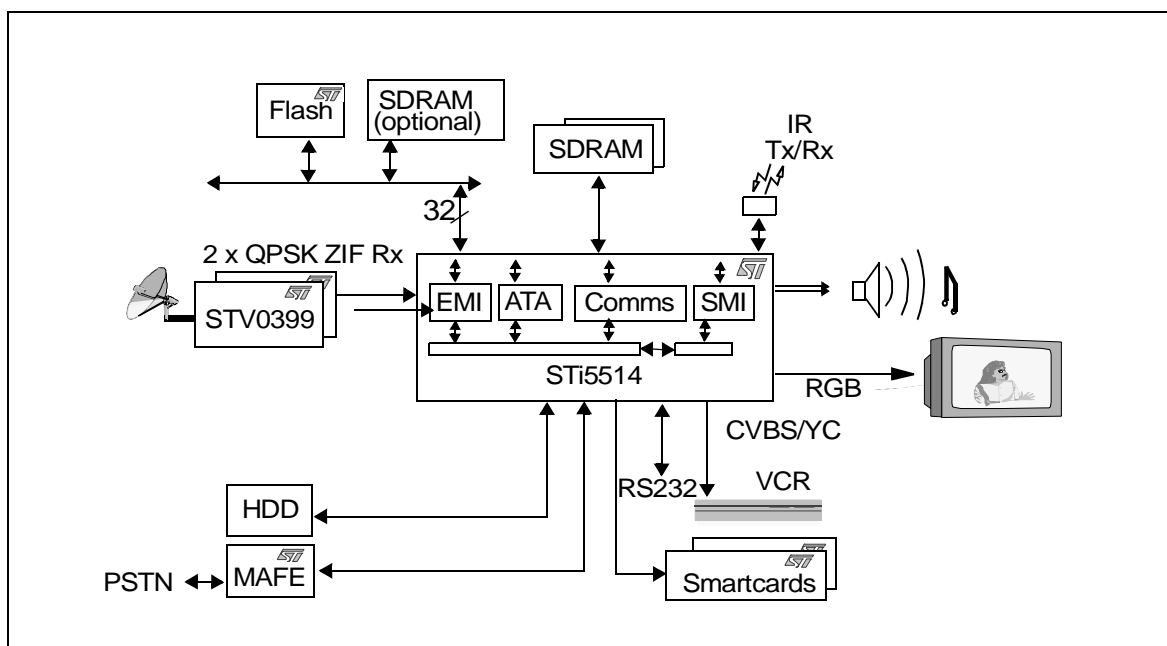 Flash
SDRAM
(optional)
SDRAM
IR
Tx/Rx
32
2 x QPSK ZIF Rx
STV0399
EMI
ATA
Comms
SMI
STi5514
RGB
CVBS/YC
RS232
VCR
HDD
MAFE
PSTN
Smartcards